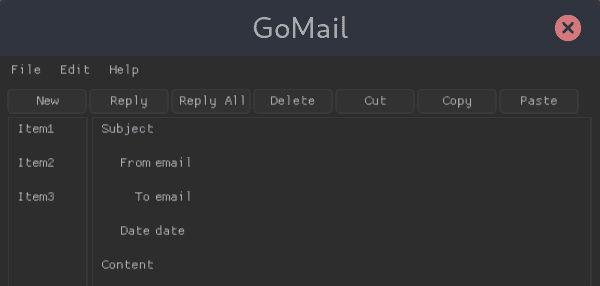 GoMail
File Edit Help
New Reply Reply All Delete Cut Copy Paste
Item1 Subject
Item2 From email
Item3 To email
Date date
Content